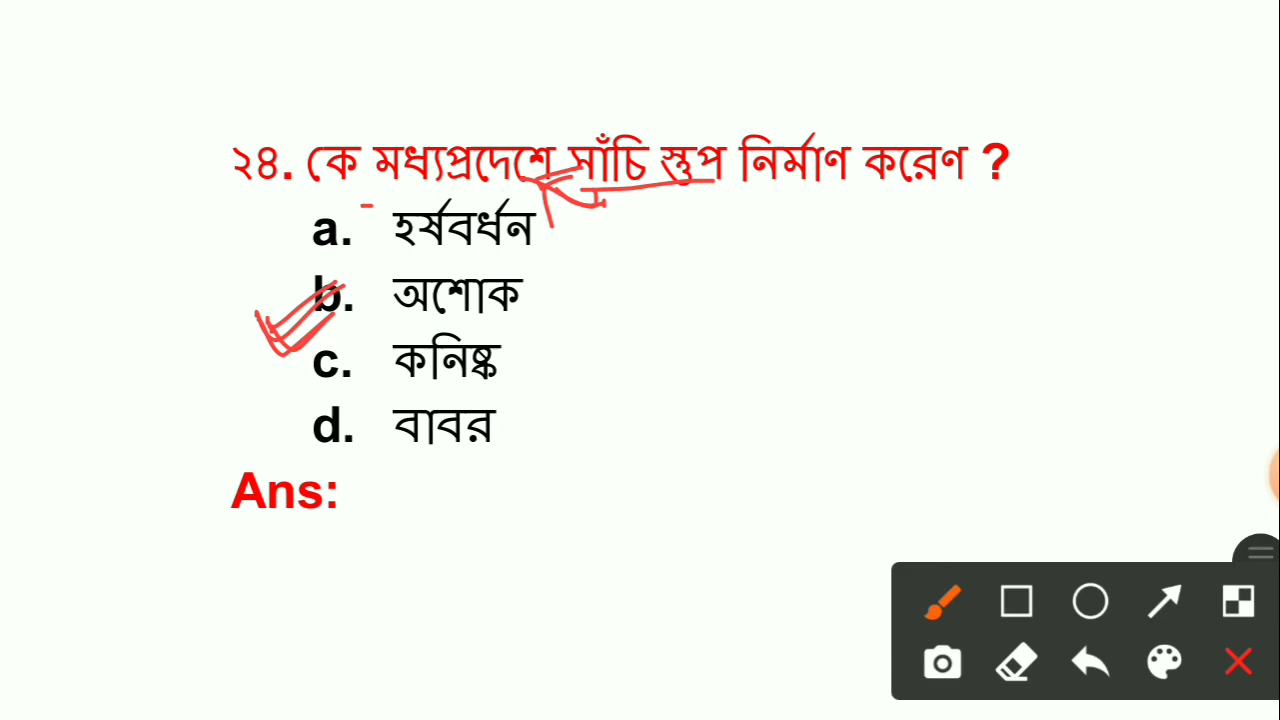 ২৪. কে মধ্যপ্রদেশে সাঁচি স্তুপ নির্মাণ করেণ ?
a. হর্ষবর্ধন
b. অশোক
c. কনিষ্ক
d. বাবর
Ans: